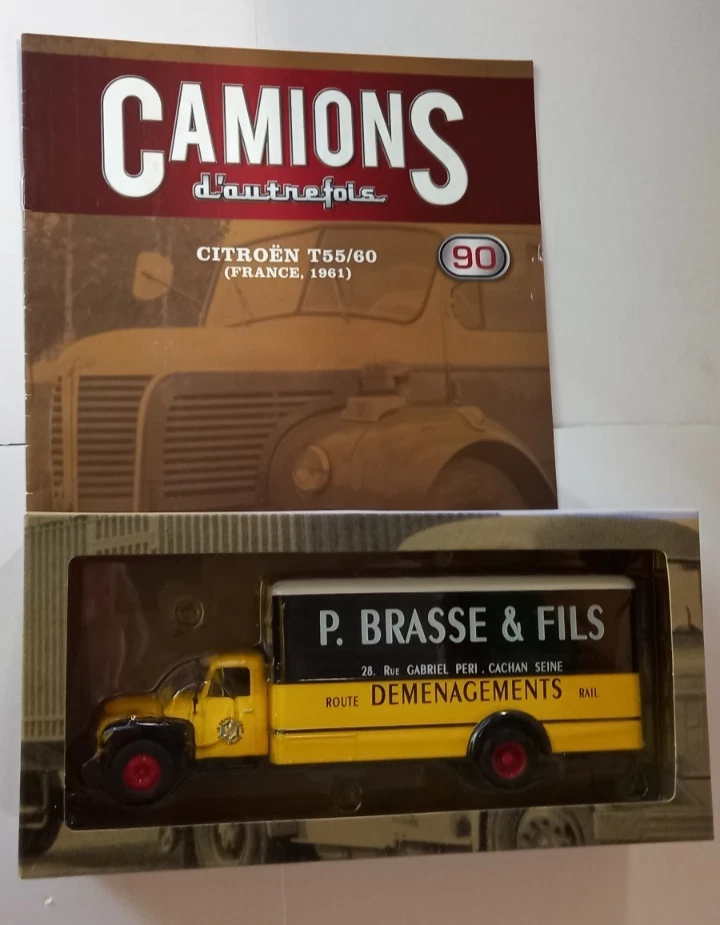 CAMIONS
d'autrefois
CITROËN T55/60
(FRANCE, 1961)
90
P. BRASSE & FILS
28. RUE GABRIEL PERI . CACHAN SEINE
ROUTE DEMENAGEMENTS RAIL